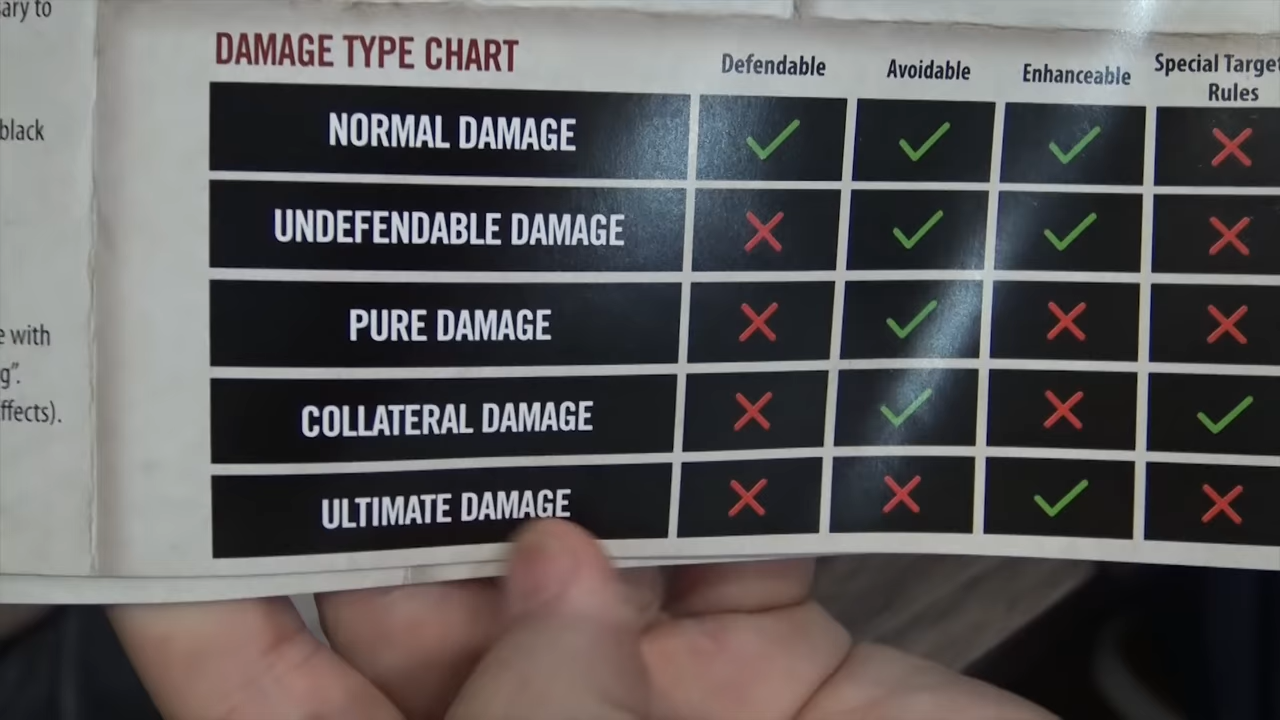 ary to
black
e with
g”.
ffects).
DAMAGE TYPE CHART
Defendable Avoidable Enhanceable Special Target
Rules
NORMAL DAMAGE ✓ ✓ ✓ ✗
UNDEFENDABLE DAMAGE ✗ ✓ ✓ ✗
PURE DAMAGE ✗ ✓ ✗ ✗
COLLATERAL DAMAGE ✗ ✓ ✗ ✓
ULTIMATE DAMAGE ✗ ✗ ✓ ✗